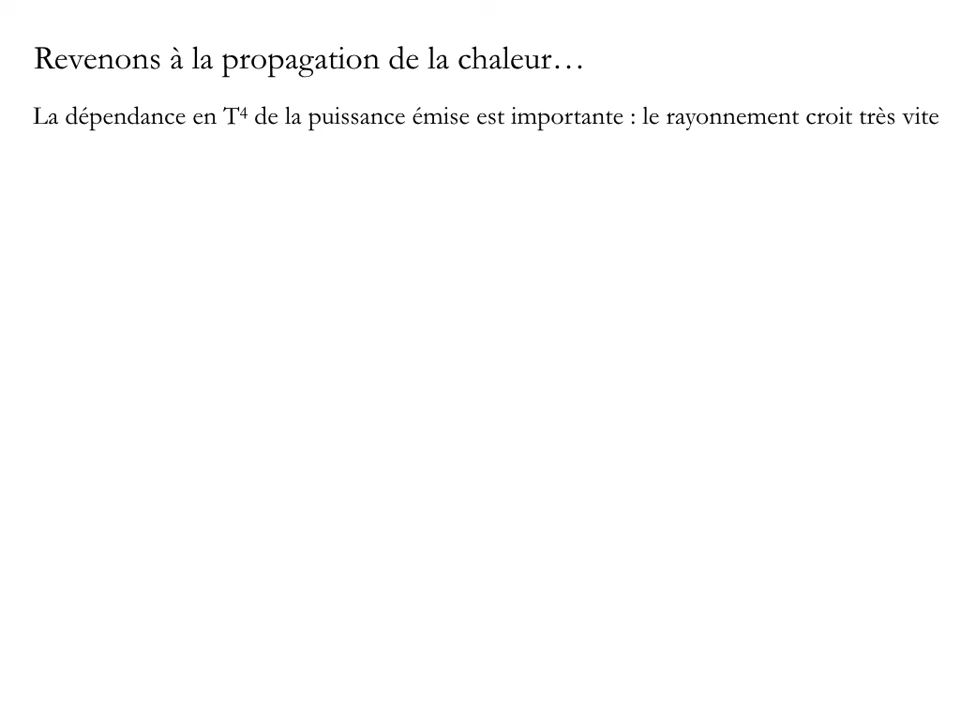 Revenons à la propagation de la chaleur…
La dépendance en T⁴ de la puissance émise est importante : le rayonnement croit très vite